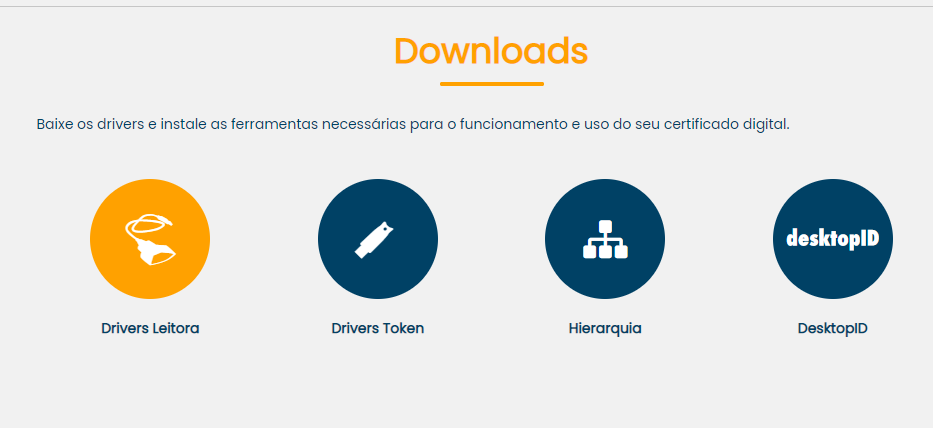 Downloads
Baixe os drivers e instale as ferramentas necessárias para o funcionamento e uso do seu certificado digital.
desktopID
Drivers Leitora
Drivers Token
Hierarquia
DesktopID